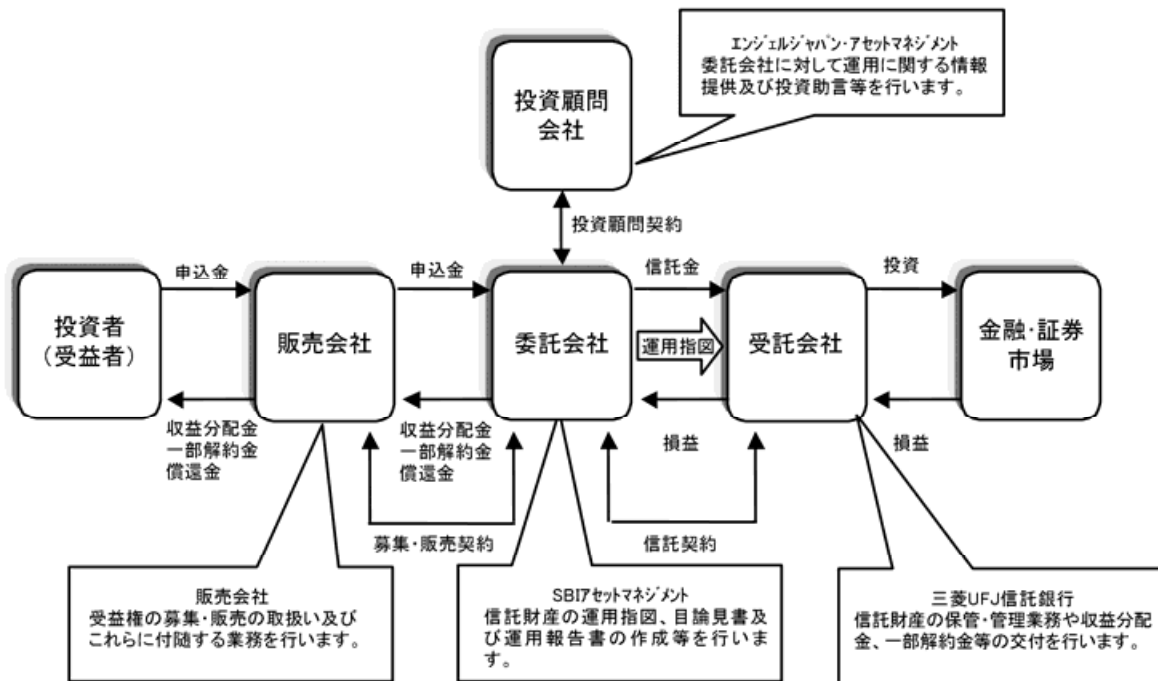 エンジェルジャパン・アセットマネジメント
委託会社に対して運用に関する情報
提供及び投資助言等を行います。
投資顧問
会社
投資顧問契約
申込金
申込金
信託金
投資
投資者
（受益者）
販売会社
委託会社
運用指図
受託会社
金融・証券
市場
収益分配金
一部解約金
償還金
収益分配金
一部解約金
償還金
損益
損益
募集・販売契約
信託契約
販売会社
受益権の募集・販売の取扱い及び
これらに付随する業務を行います。
SBIアセットマネジメント
信託財産の運用指図、目論見書及
び運用報告書の作成等を行いま
す。
三菱UFJ信託銀行
信託財産の保管・管理業務や収益分配
金、一部解約金等の交付を行います。